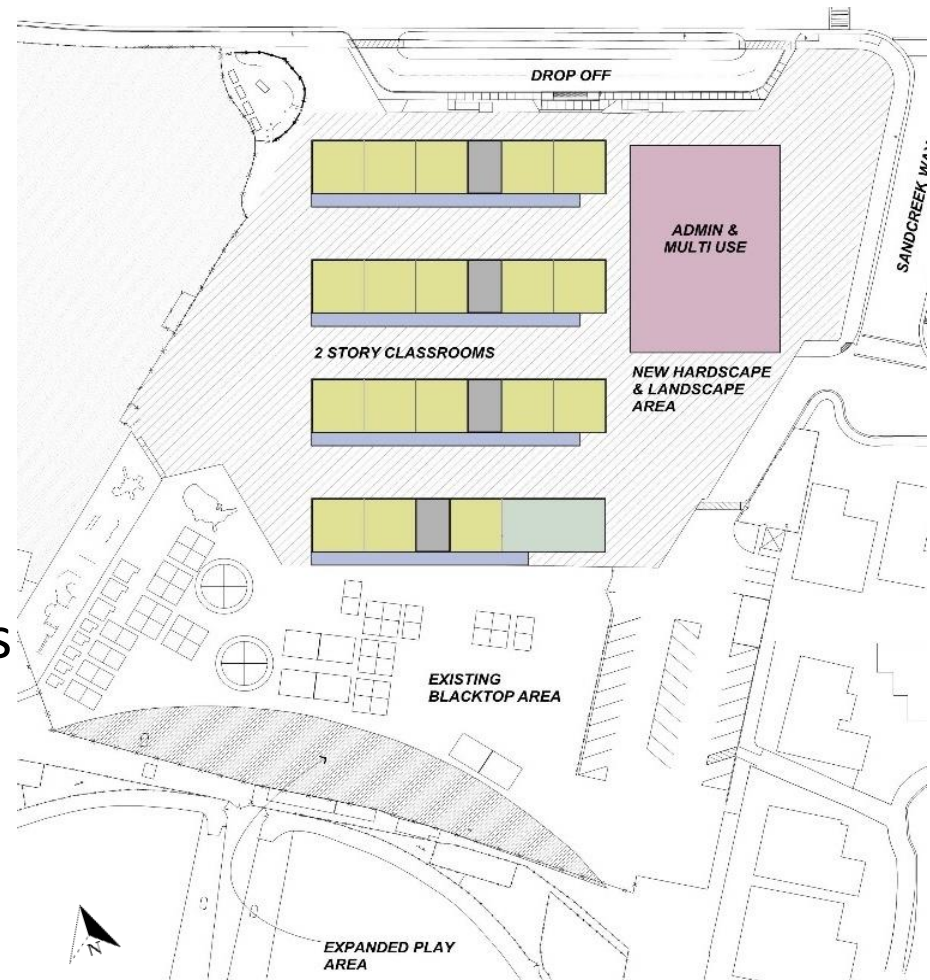 DROP OFF
SANDCREEK WAY
ADMIN &
MULTI USE
2 STORY CLASSROOMS
NEW HARDSCAPE
& LANDSCAPE
AREA
s
EXISTING
BLACKTOP AREA
N
EXPANDED PLAY
AREA